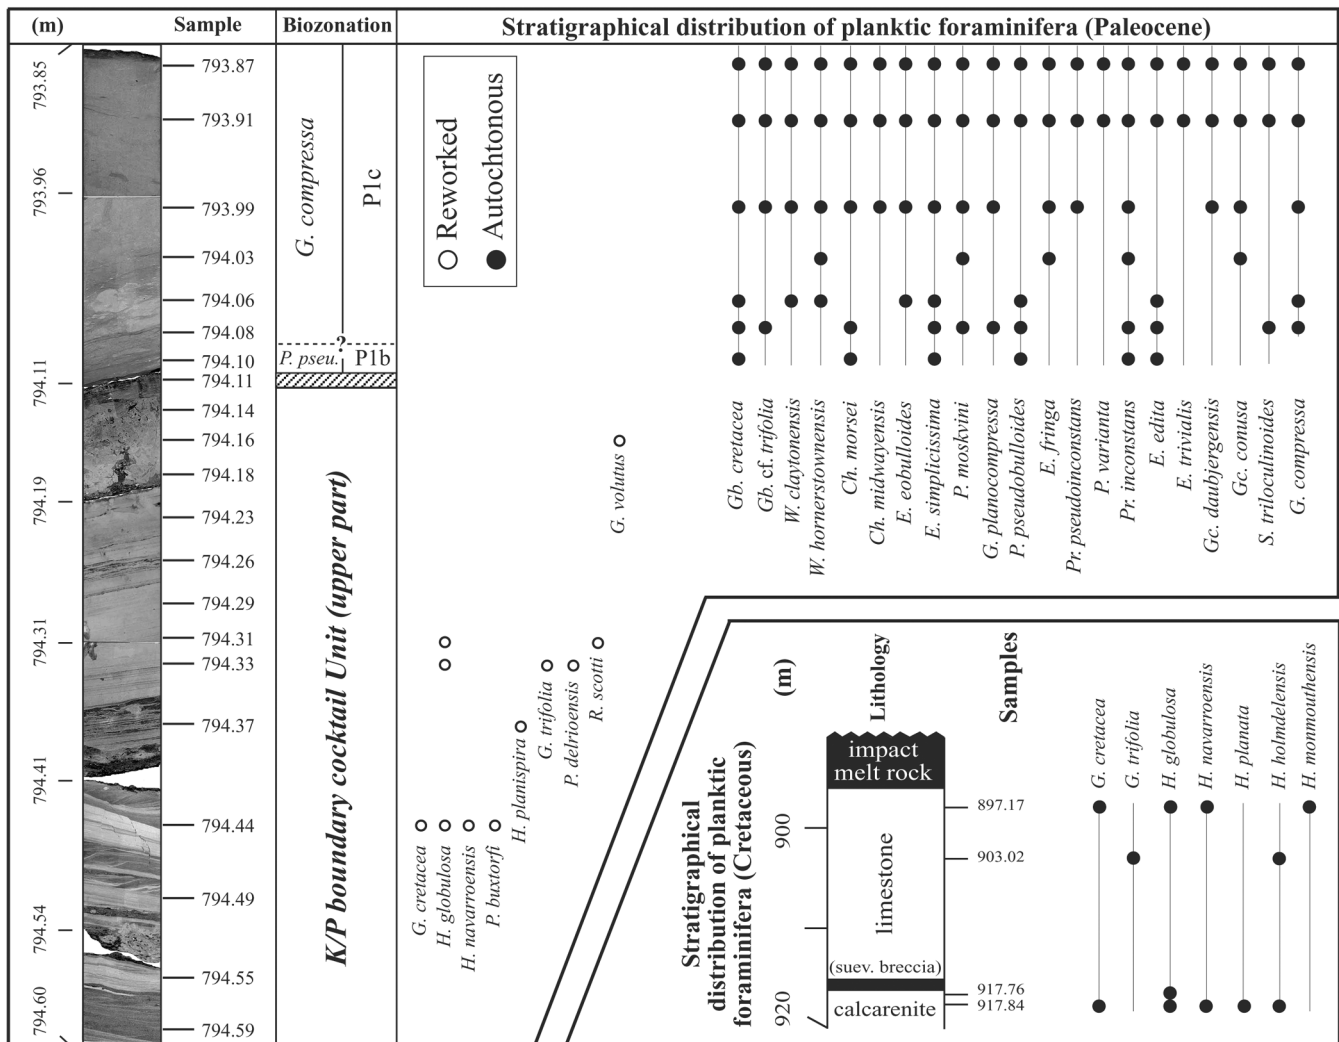 (m)
Sample
Biozonation
Stratigraphical distribution of planktic foraminifera (Paleocene)
793.85
793.96
794.11
794.19
794.31
794.41
794.54
794.60
793.87
793.91
793.99
794.03
794.06
794.08
794.10
794.11
794.14
794.16
794.18
794.23
794.26
794.29
794.31
794.33
794.37
794.44
794.49
794.55
794.59
G. compressa
P1c
?
P. pseu.
P1b
K/P boundary cocktail Unit (upper part)
Reworked
Autochtonous
G. cretacea
H. globulosa
H. navarroensis
P. buxtorfi
H. planispira
G. trifolia
P. delrioensis
R. scotti
G. volutus
Gb. cretacea
Gb. cf. trifolia
W. claytonensis
W. hornerstownensis
Ch. morsei
Ch. midwayensis
E. eobulloides
E. simplicissima
P. moskvini
G. planocompressa
P. pseudobulloides
E. fringa
Pr. pseudoinconstans
P. varianta
Pr. inconstans
E. edita
E. trivialis
Gc. daubjergensis
Gc. conusa
S. triloculinoides
G. compressa
Stratigraphical
distribution of planktic
foraminifera (Cretaceous)
(m)
Lithology
Samples
900
920
impact
melt rock
limestone
(suev. breccia)
calcarenite
897.17
903.02
917.76
917.84
G. cretacea
G. trifolia
H. globulosa
H. navarroensis
H. planata
H. holmdelensis
H. monmouthensis